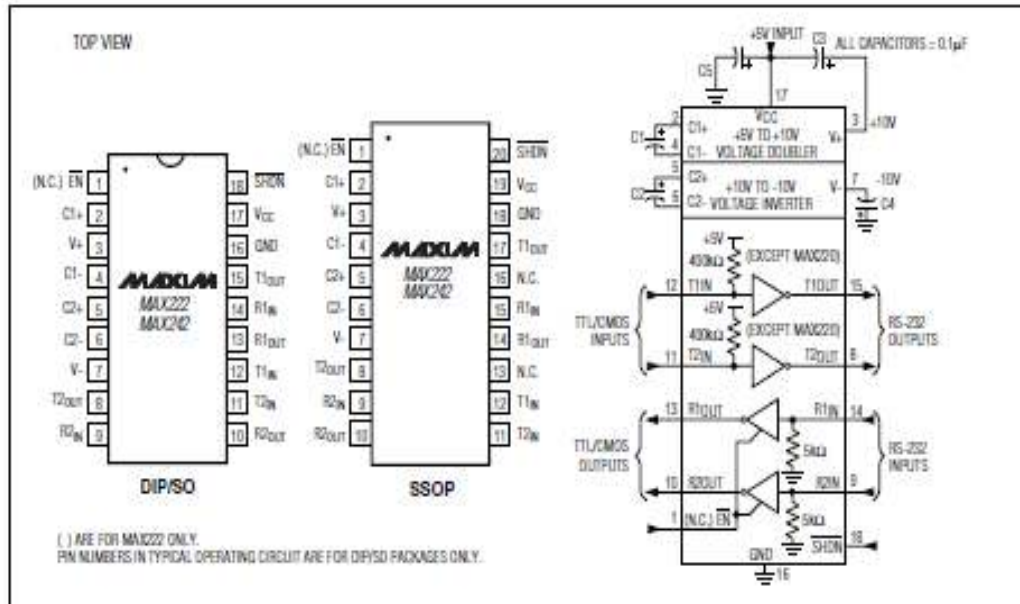 TOP VIEW
(N.C.) EN 1
C1+ 2
V+ 3
C1- 4
C2+ 5
C2- 6
V- 7
T2OUT 8
R2IN 9
18 SHDN
17 VCC
16 GND
15 T1OUT
14 R1IN
13 R1OUT
12 T1IN
11 T2IN
10 R2OUT
MAXIM
MAX222
MAX242
DIP/SO
(N.C.) EN 1
C1+ 2
V+ 3
C1- 4
C2+ 5
C2- 6
V- 7
T2OUT 8
R2IN 9
R2OUT 10
20 SHDN
19 VCC
18 GND
17 T1OUT
16 N.C.
15 R1IN
14 R1OUT
13 N.C.
12 T1IN
11 T2IN
MAXIM
MAX222
MAX242
SSOP
( ) ARE FOR MAX222 ONLY.
PIN NUMBERS IN TYPICAL OPERATING CIRCUIT ARE FOR DIP/SO PACKAGES ONLY.
+5V INPUT
C3
ALL CAPACITORS = 0.1µF
C5
17
VCC
2
C1+
+5V TO +10V
3
+10V
C1
4
C1-
VOLTAGE DOUBLER
V+
5
C2+
+10V TO -10V
V-
7
-10V
C2
6
C2-
VOLTAGE INVERTER
C4
+5V
400kΩ
(EXCEPT MAX220)
12
T1IN
T1OUT
15
+5V
TTL/CMOS
INPUTS
400kΩ
(EXCEPT MAX220)
RS-232
OUTPUTS
11
T2IN
T2OUT
8
13
R1OUT
R1IN
14
TTL/CMOS
OUTPUTS
5kΩ
RS-232
INPUTS
10
R2OUT
R2IN
9
1
(N.C.) EN
5kΩ
SHDN
18
GND
16